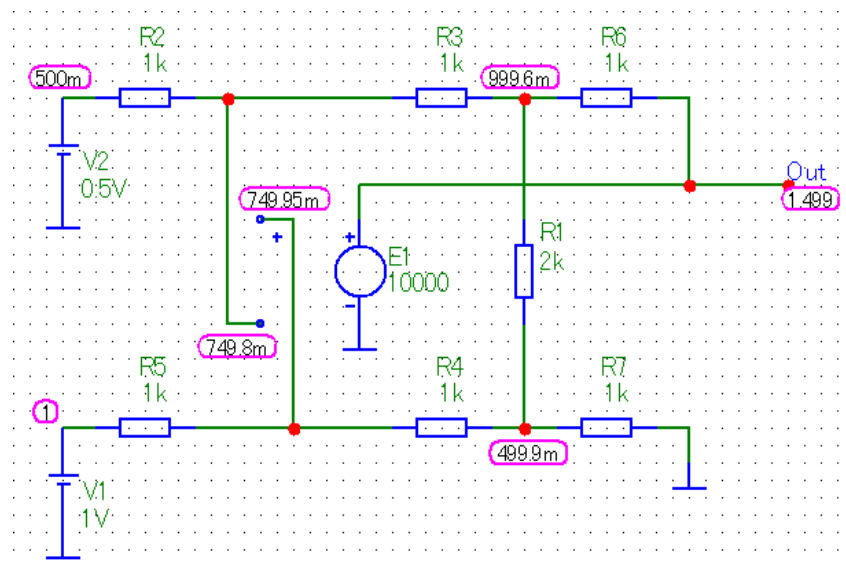 R2
1k
R3
1k
R6
1k
500m
999.6m
V2
0.5V
Out
1.499
749.95m
+
+
E1
10000
-
R1
2k
749.8m
R5
1k
R4
1k
R7
1k
1
499.9m
V1
1V